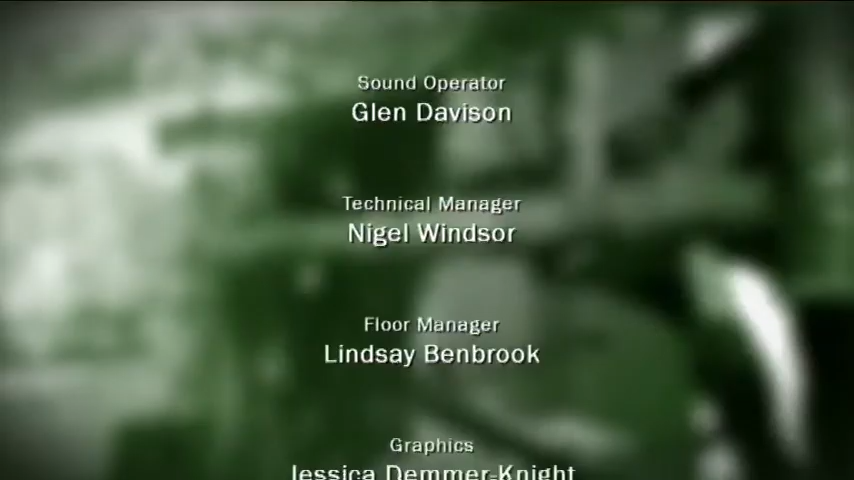 Sound Operator
Glen Davison
Technical Manager
Nigel Windsor
Floor Manager
Lindsay Benbrook
Graphics
Jessica Demmer-Knight